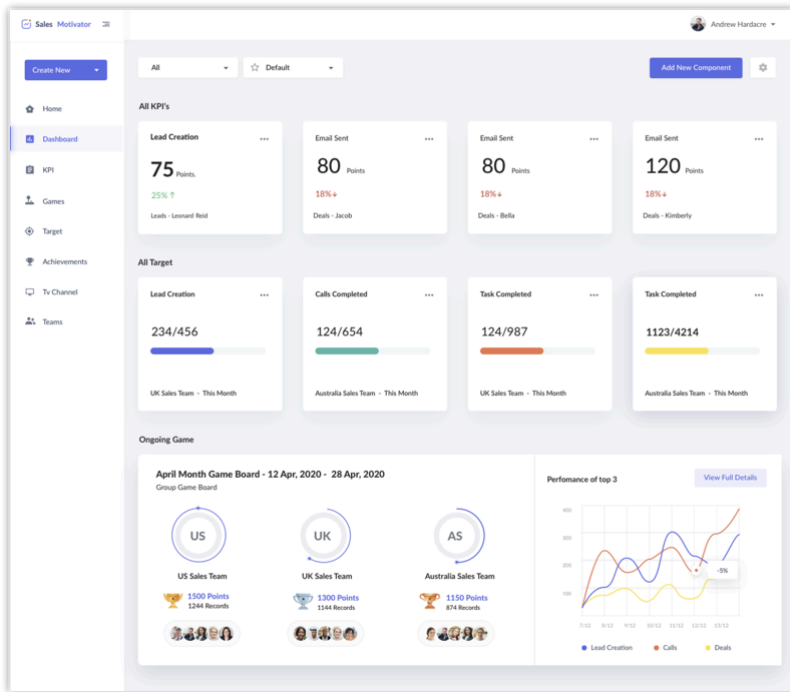 Sales Motivator
Andrew Hardacre
Create New
All
Default
Add New Component
Home
Dashboard
KPI
Games
Target
Achievements
Tv Channel
Teams
All KPI's
Lead Creation
75 Points.
25% ↑
Leads - Leonard Reid
Email Sent
80 Points
18% ↓
Deals - Jacob
Email Sent
80 Points
18% ↓
Deals - Bella
Email Sent
120 Points
18% ↓
Deals - Kimberly
All Target
Lead Creation
234/456
UK Sales Team - This Month
Calls Completed
124/654
Australia Sales Team - This Month
Task Completed
124/987
UK Sales Team - This Month
Task Completed
1123/4214
Australia Sales Team - This Month
Ongoing Game
April Month Game Board - 12 Apr, 2020 - 28 Apr, 2020
Group Game Board
US
US Sales Team
1500 Points
1244 Records
UK
UK Sales Team
1300 Points
1144 Records
AS
Australia Sales Team
1150 Points
874 Records
Perfomance of top 3
View Full Details
400
300
200
100
-5%
7/12 8/12 9/12 10/12 11/12 12/12 13/12
Lead Creation Calls Deals